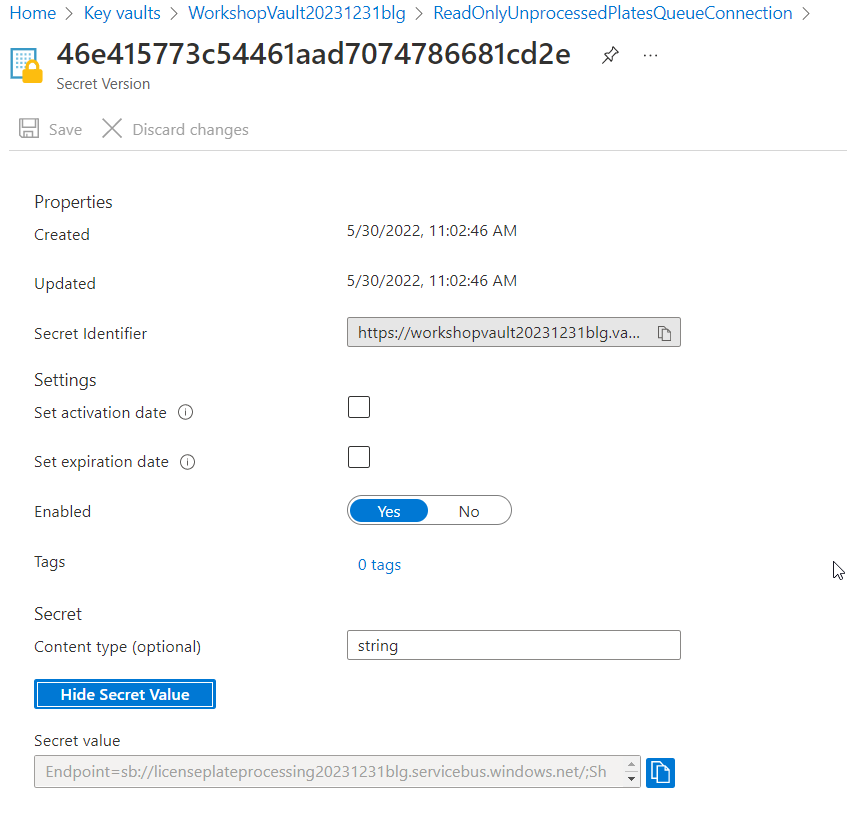 Home > Key vaults > WorkshopVault20231231blg > ReadOnlyUnprocessedPlatesQueueConnection >
46e415773c54461aad7074786681cd2e ...
Secret Version
Save Discard changes
Properties
Created 5/30/2022, 11:02:46 AM
Updated 5/30/2022, 11:02:46 AM
Secret Identifier https://workshopvault20231231blg.va...
Settings
Set activation date
Set expiration date
Enabled Yes No
Tags 0 tags
Secret
Content type (optional) string
Hide Secret Value
Secret value
Endpoint=sb://licenseplateprocessing20231231blg.servicebus.windows.net/;Sh